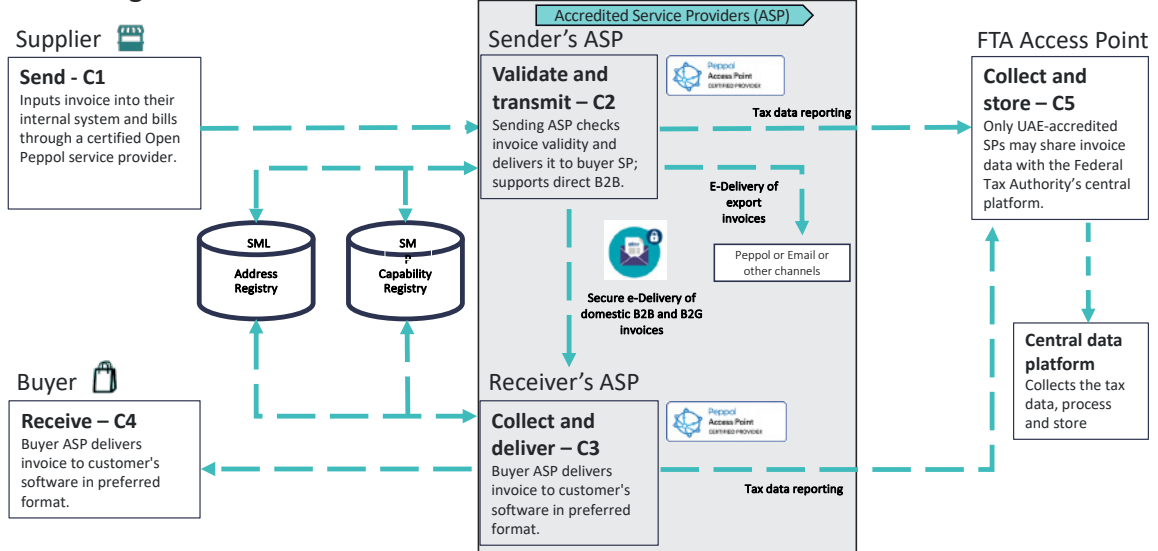 Accredited Service Providers (ASP)
Supplier
Send - C1
Inputs invoice into their
internal system and bills
through a certified Open
Peppol service provider.
Sender's ASP
Validate and
transmit – C2
Sending ASP checks
invoice validity and
delivers it to buyer SP;
supports direct B2B.
Peppol
Access Point
CERTIFIED PROVIDER
Tax data reporting
FTA Access Point
Collect and
store – C5
Only UAE-accredited
SPs may share invoice
data with the Federal
Tax Authority's central
platform.
E-Delivery of
export
invoices
Peppol or Email or
other channels
SML
Address
Registry
SM
P
Capability
Registry
Secure e-Delivery of
domestic B2B and B2G
invoices
Central data
platform
Collects the tax
data, process
and store
Buyer
Receive – C4
Buyer ASP delivers
invoice to customer's
software in preferred
format.
Receiver's ASP
Collect and
deliver – C3
Buyer ASP delivers
invoice to customer's
software in preferred
format.
Peppol
Access Point
CERTIFIED PROVIDER
Tax data reporting